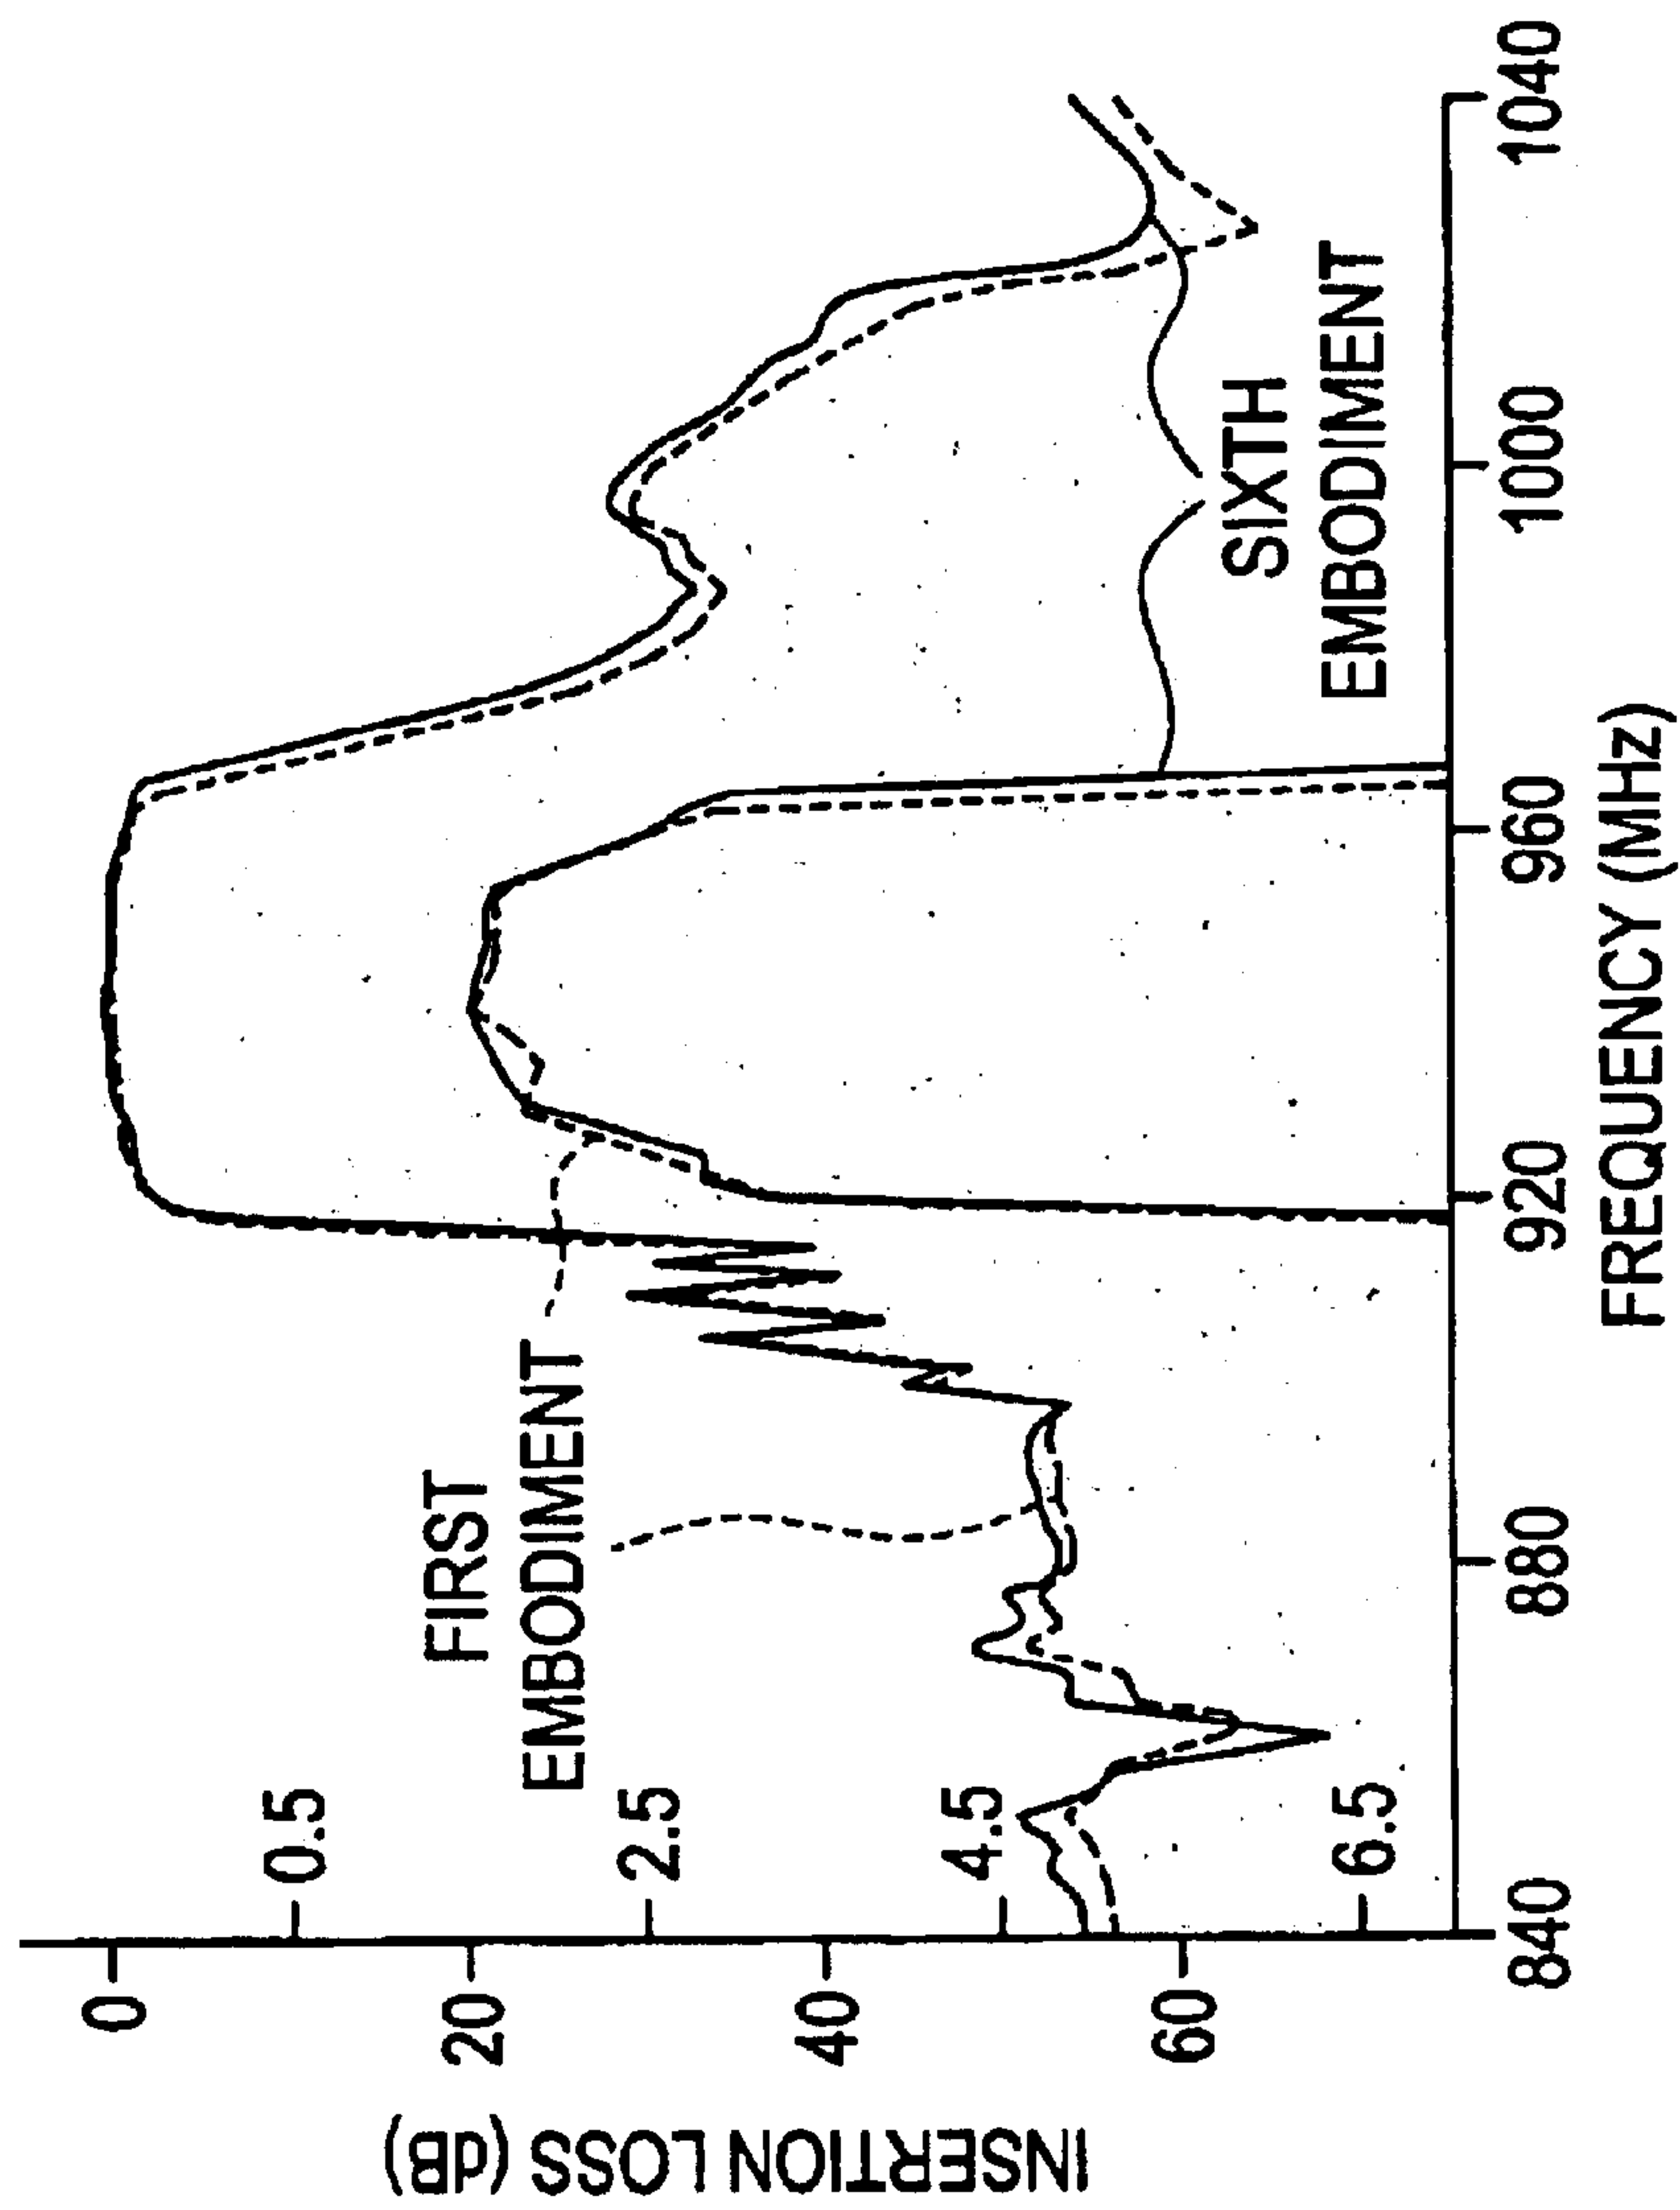 INSERTION LOSS (dB)
0
20
40
60
0.5
2.5
4.5
6.5
FIRST
EMBODIMENT
SIXTH
EMBODIMENT
840
880
920
960
1000
1040
FREQUENCY (MHz)